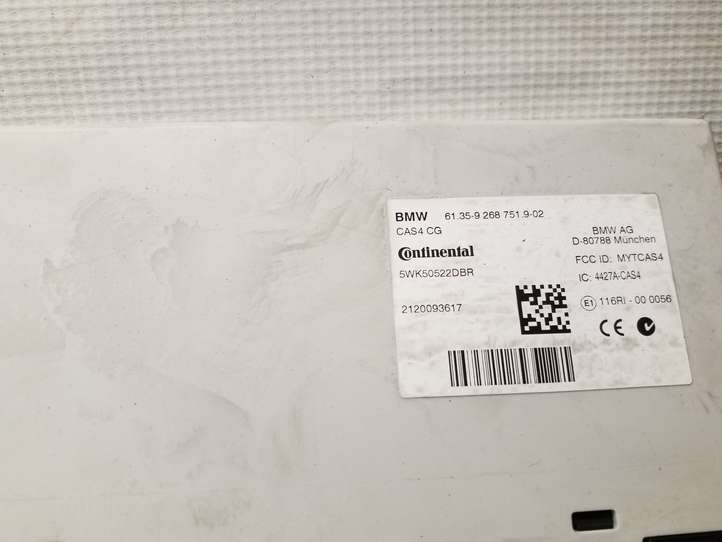 BMW 61.35-9 268 751.9-02
CAS4 CG
BMW AG
D-80788 München
Continental
FCC ID: MYTCAS4
5WK50522DBR
IC: 4427A-CAS4
2120093617
E1 116RI - 00 0056
CE